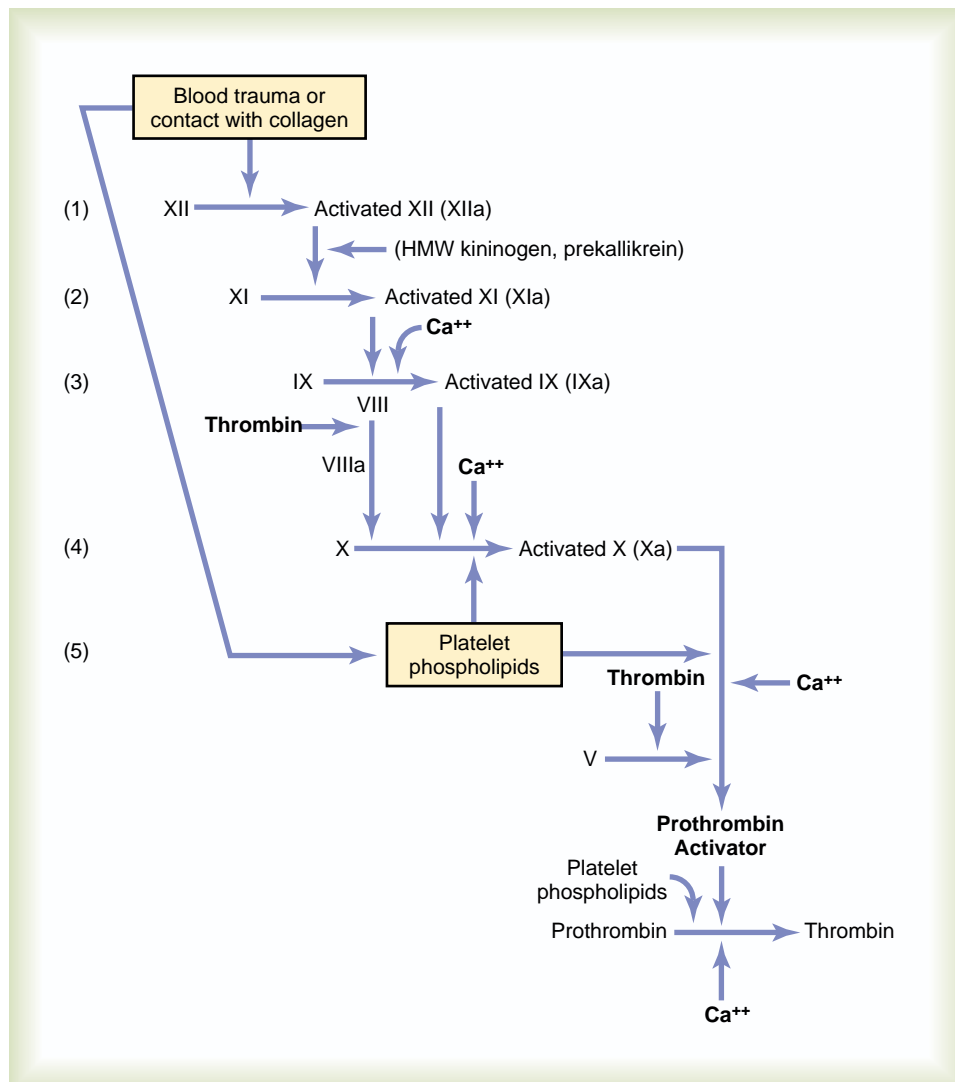 Blood trauma or
contact with collagen
(1) XII Activated XII (XIIa)
(HMW kininogen, prekallikrein)
(2) XI Activated XI (XIa)
Ca++
(3) IX Activated IX (IXa)
VIII
Thrombin
VIIIa Ca++
(4) X Activated X (Xa)
(5) Platelet
phospholipids
Thrombin Ca++
V
Prothrombin
Activator
Platelet
phospholipids
Prothrombin Thrombin
Ca++